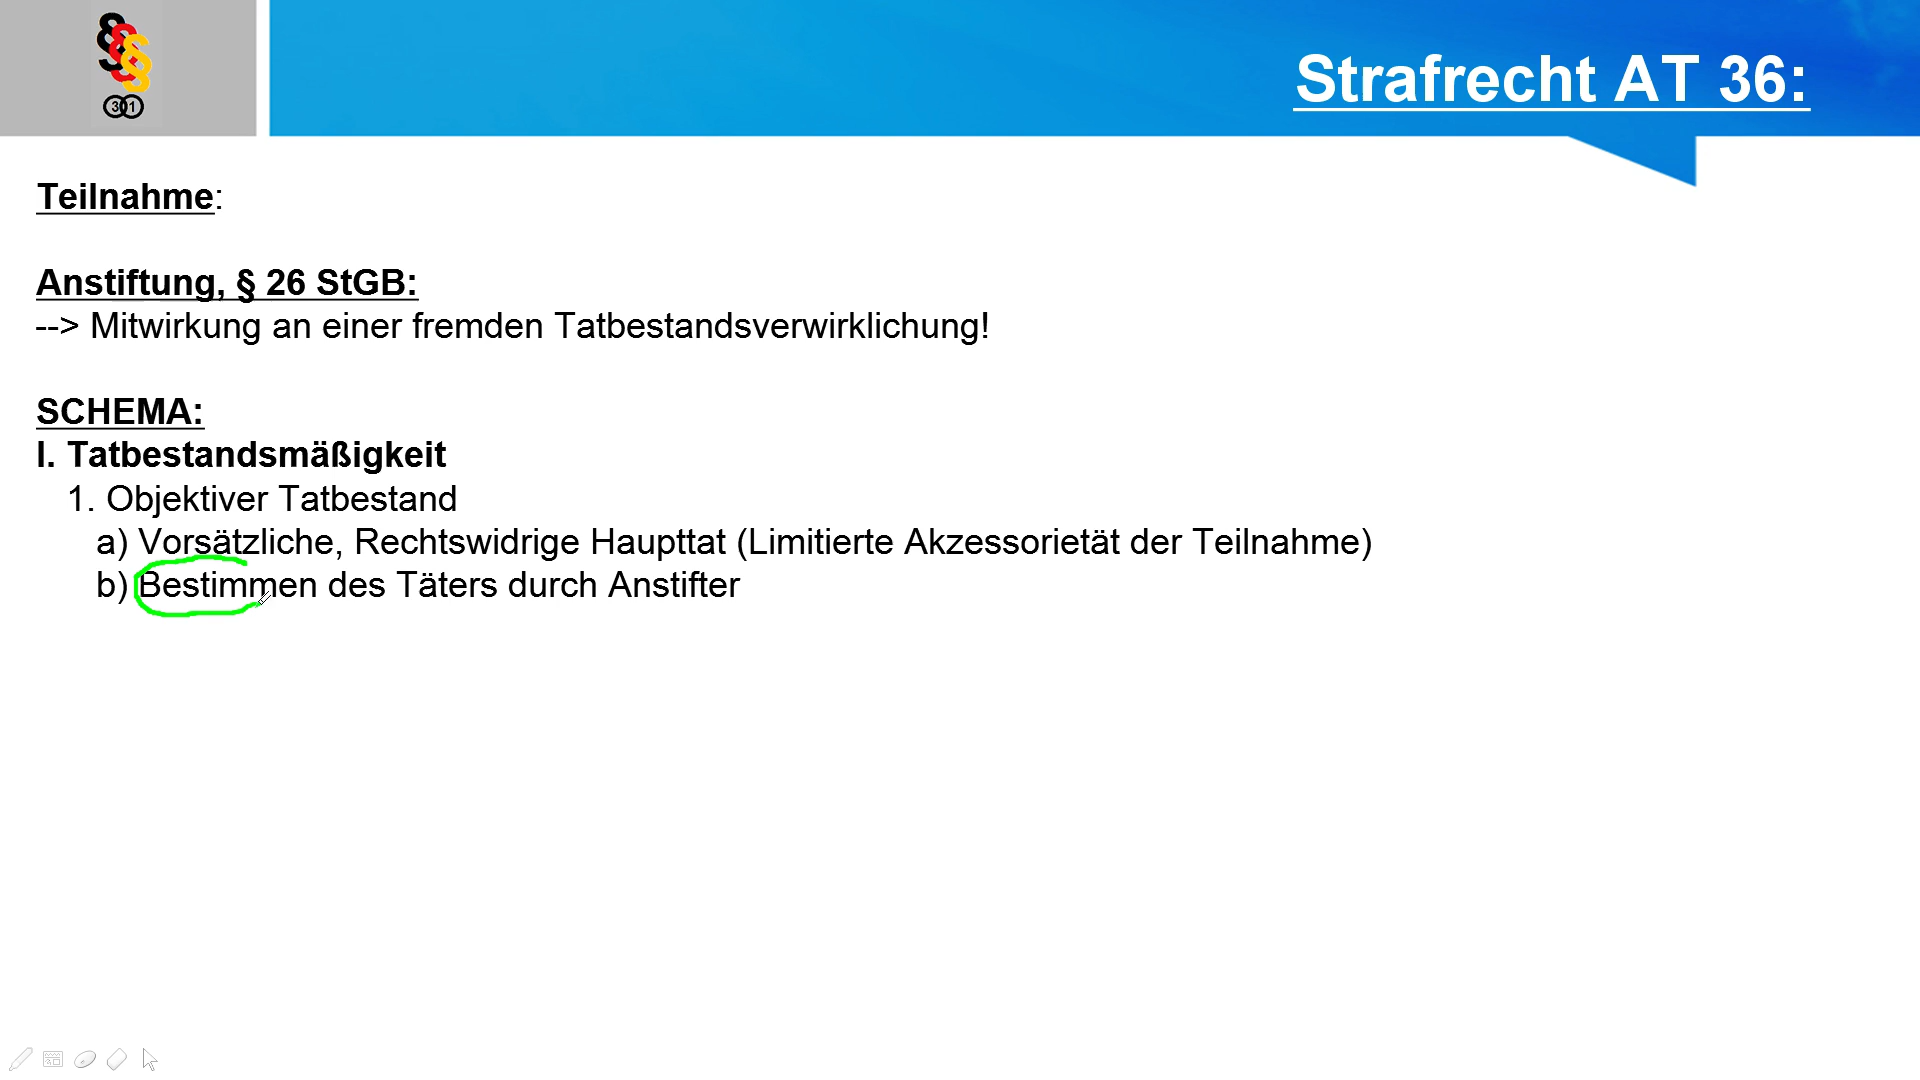 §§§
301
Strafrecht AT 36:
Teilnahme:
Anstiftung, § 26 StGB:
--> Mitwirkung an einer fremden Tatbestandsverwirklichung!
SCHEMA:
I. Tatbestandsmäßigkeit
1. Objektiver Tatbestand
a) Vorsätzliche, Rechtswidrige Haupttat (Limitierte Akzessorietät der Teilnahme)
b) Bestimmen des Täters durch Anstifter